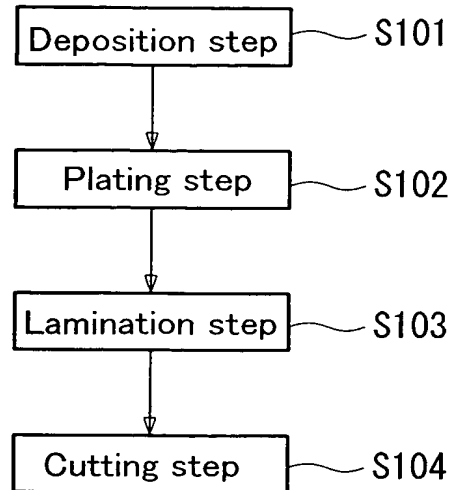 Deposition step S101
Plating step S102
Lamination step S103
Cutting step S104